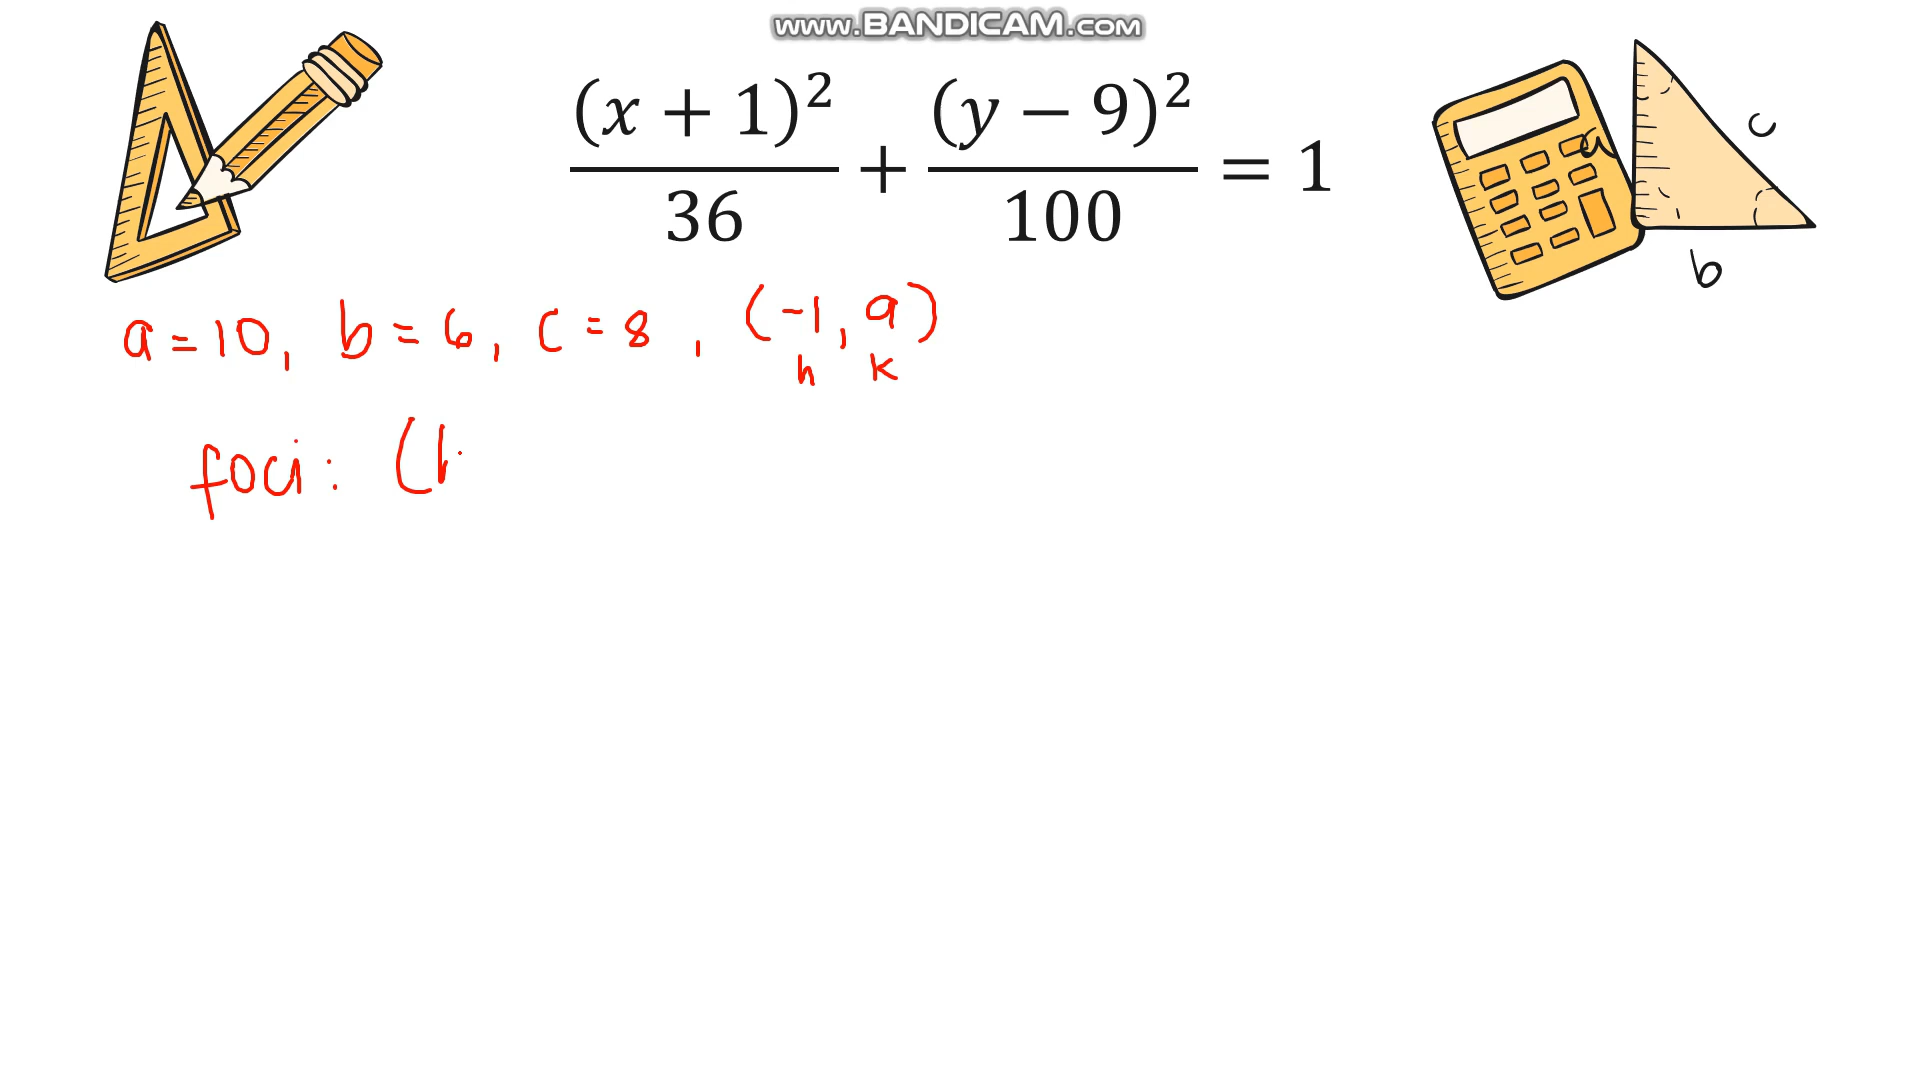 www.BANDICAM.com
(x + 1)²/36 + (y − 9)²/100 = 1
a
c
b
a = 10, b = 6, c = 8, (-1, 9)
h k
foci: (h